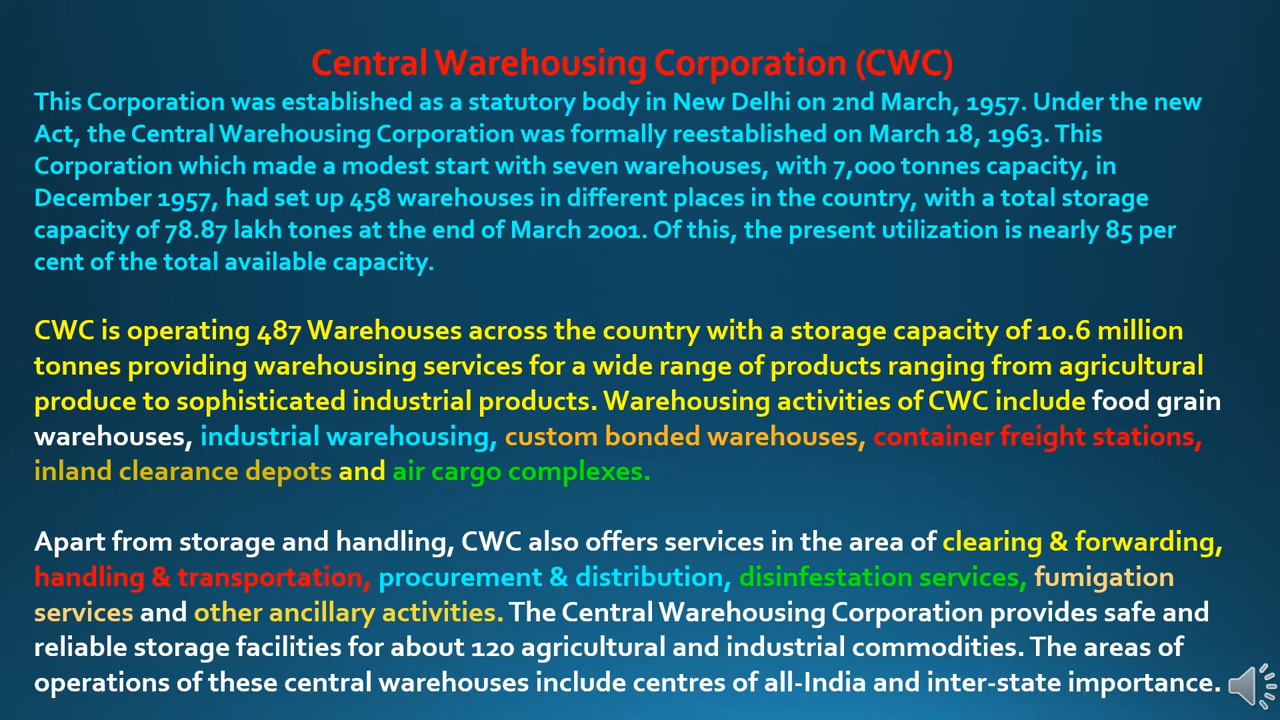 Central Warehousing Corporation (CWC)
This Corporation was established as a statutory body in New Delhi on 2nd March, 1957. Under the new
Act, the Central Warehousing Corporation was formally reestablished on March 18, 1963. This
Corporation which made a modest start with seven warehouses, with 7,000 tonnes capacity, in
December 1957, had set up 458 warehouses in different places in the country, with a total storage
capacity of 78.87 lakh tones at the end of March 2001. Of this, the present utilization is nearly 85 per
cent of the total available capacity.
CWC is operating 487 Warehouses across the country with a storage capacity of 10.6 million
tonnes providing warehousing services for a wide range of products ranging from agricultural
produce to sophisticated industrial products. Warehousing activities of CWC include food grain
warehouses, industrial warehousing, custom bonded warehouses, container freight stations,
inland clearance depots and air cargo complexes.
Apart from storage and handling, CWC also offers services in the area of clearing & forwarding,
handling & transportation, procurement & distribution, disinfestation services, fumigation
services and other ancillary activities. The Central Warehousing Corporation provides safe and
reliable storage facilities for about 120 agricultural and industrial commodities. The areas of
operations of these central warehouses include centres of all-India and inter-state importance.